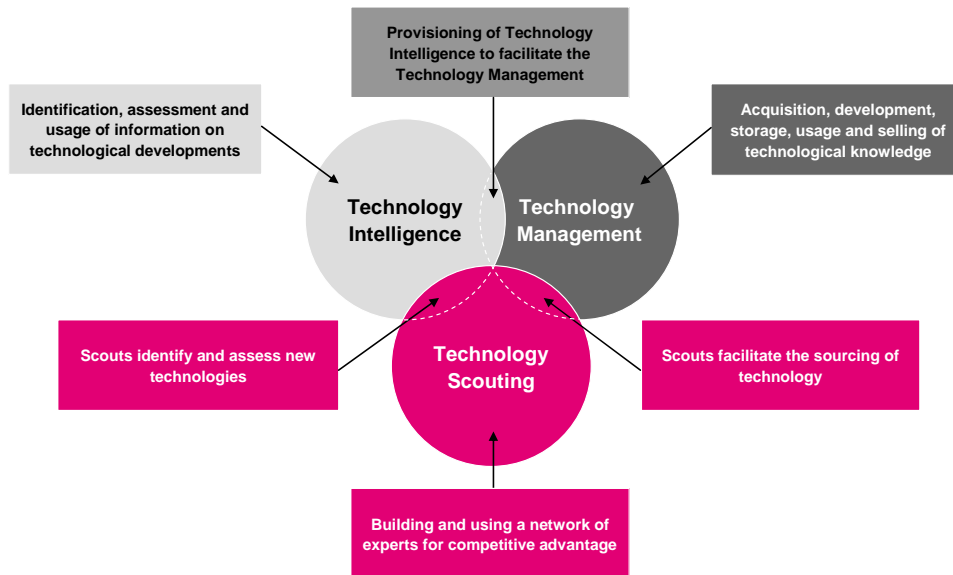 Provisioning of Technology
Intelligence to facilitate the
Technology Management
Identification, assessment and
usage of information on
technological developments
Acquisition, development,
storage, usage and selling of
technological knowledge
Technology
Intelligence
Technology
Management
Scouts identify and assess new
technologies
Technology
Scouting
Scouts facilitate the sourcing of
technology
Building and using a network of
experts for competitive advantage